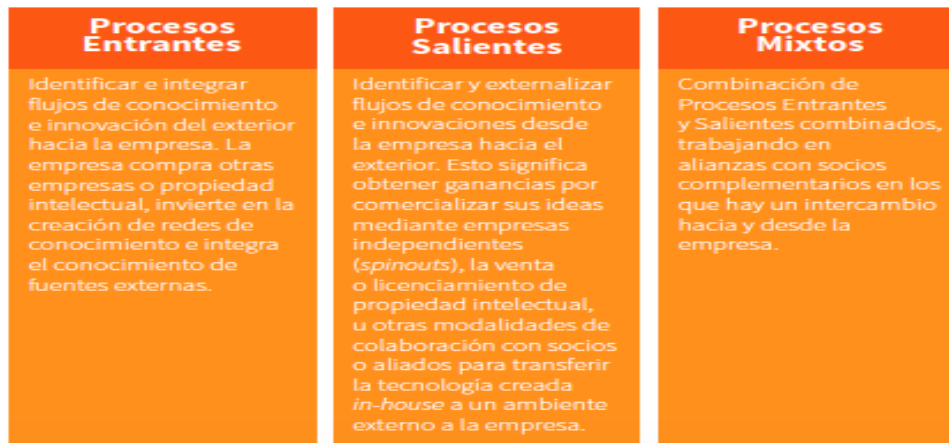 Procesos
Entrantes
Identificar e integrar
flujos de conocimiento
e innovación del exterior
hacia la empresa. La
empresa compra otras
empresas o propiedad
intelectual, invierte en la
creación de redes de
conocimiento e integra
el conocimiento de
fuentes externas.
Procesos
Salientes
Identificar y externalizar
flujos de conocimiento
e innovaciones desde
la empresa hacia el
exterior. Esto significa
obtener ganancias por
comercializar sus ideas
mediante empresas
independientes
(spinouts), la venta
o licenciamiento de
propiedad intelectual,
u otras modalidades de
colaboración con socios
o aliados para transferir
la tecnología creada
in-house a un ambiente
externo a la empresa.
Procesos
Mixtos
Combinación de
Procesos Entrantes
y Salientes combinados,
trabajando en
alianzas con socios
complementarios en los
que hay un intercambio
hacia y desde la
empresa.